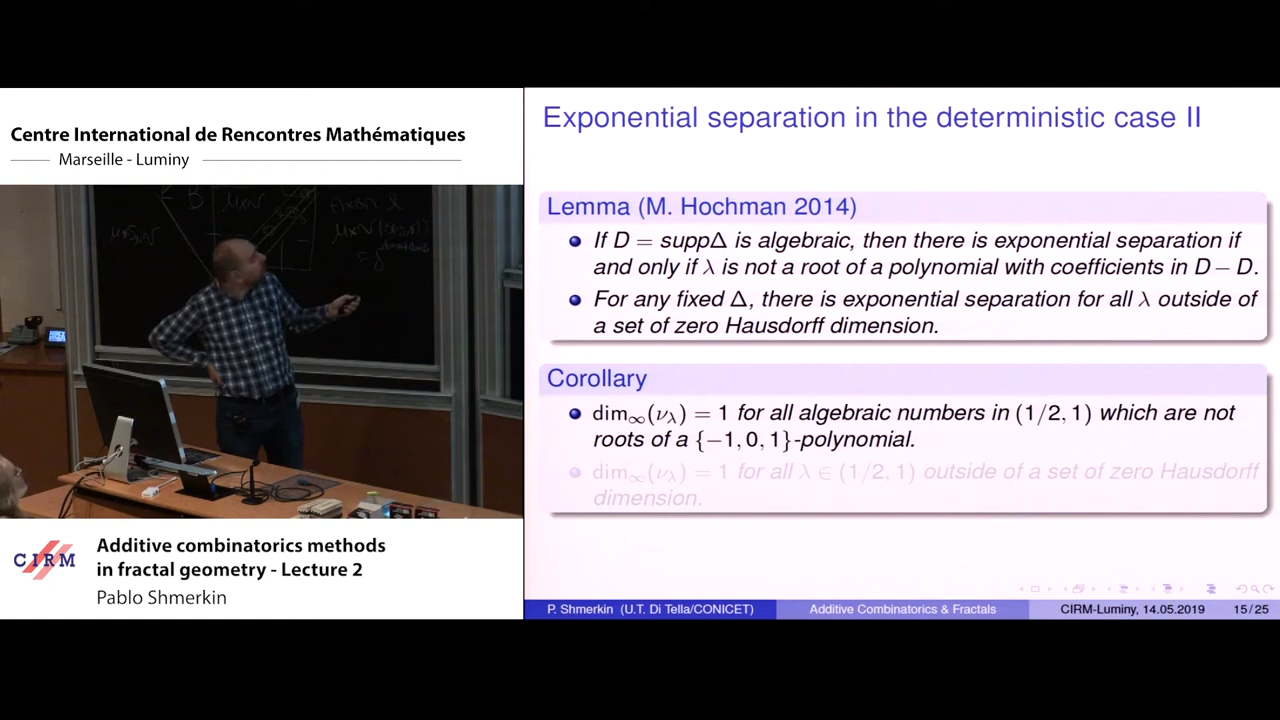 Centre International de Rencontres Mathématiques
Marseille - Luminy
CIRM
Additive combinatorics methods
in fractal geometry - Lecture 2
Pablo Shmerkin
Exponential separation in the deterministic case II
Lemma (M. Hochman 2014)
If D = suppΔ is algebraic, then there is exponential separation if
and only if λ is not a root of a polynomial with coefficients in D − D.
For any fixed Δ, there is exponential separation for all λ outside of
a set of zero Hausdorff dimension.
Corollary
dim∞(νλ) = 1 for all algebraic numbers in (1/2, 1) which are not
roots of a {−1, 0, 1}-polynomial.
dim∞(νλ) = 1 for all λ ∈ (1/2, 1) outside of a set of zero Hausdorff
dimension.
P. Shmerkin (U.T. Di Tella/CONICET) Additive Combinatorics & Fractals CIRM-Luminy, 14.05.2019 15 / 25